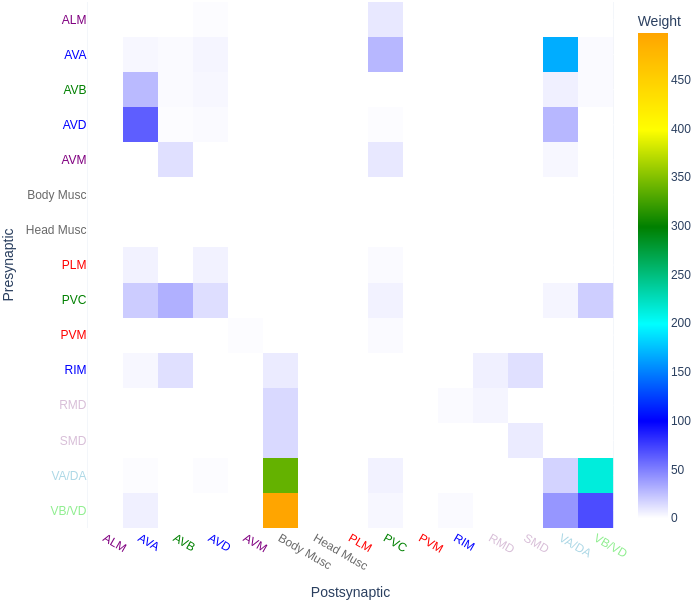 Weight
ALM
AVA
AVB
AVD
AVM
Body Musc
Head Musc
PLM
PVC
PVM
RIM
RMD
SMD
VA/DA
VB/VD
Presynaptic
450
400
350
300
250
200
150
100
50
0
ALM
AVA
AVB
AVD
AVM
Body Musc
Head Musc
PLM
PVC
PVM
RIM
RMD
SMD
VA/DA
VB/VD
Postsynaptic